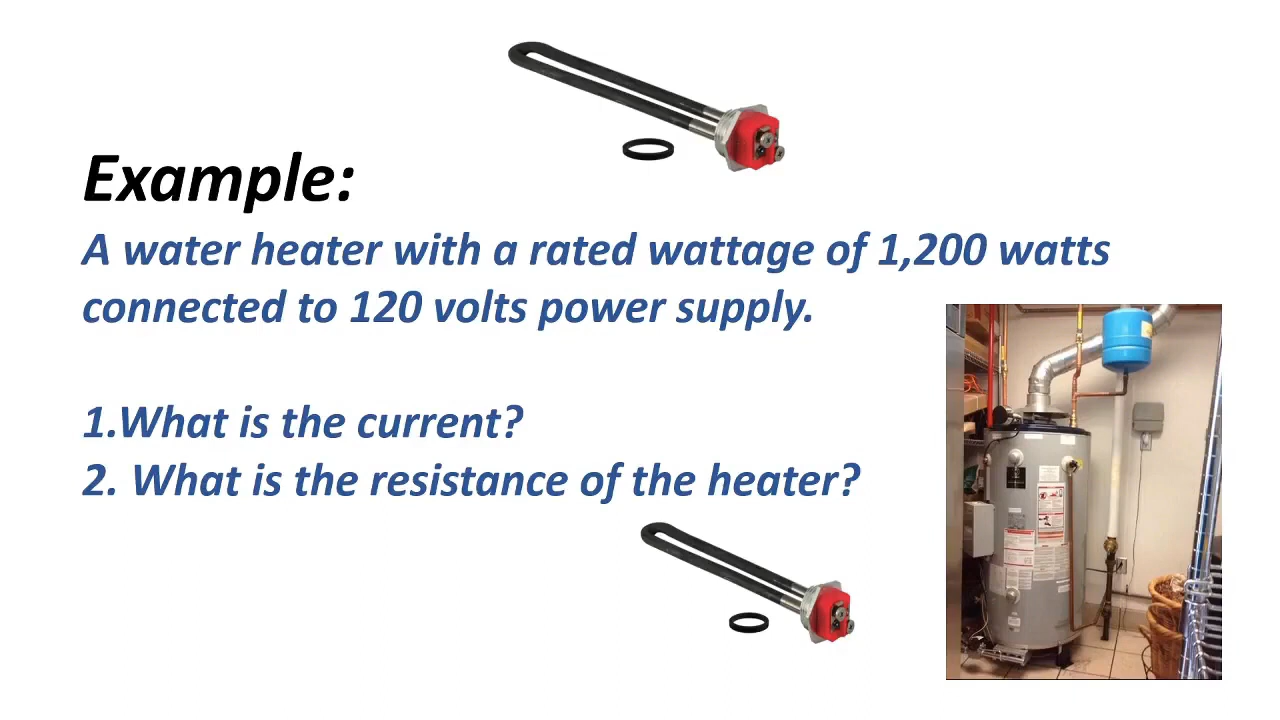 Example:
A water heater with a rated wattage of 1,200 watts
connected to 120 volts power supply.
1.What is the current?
2. What is the resistance of the heater?